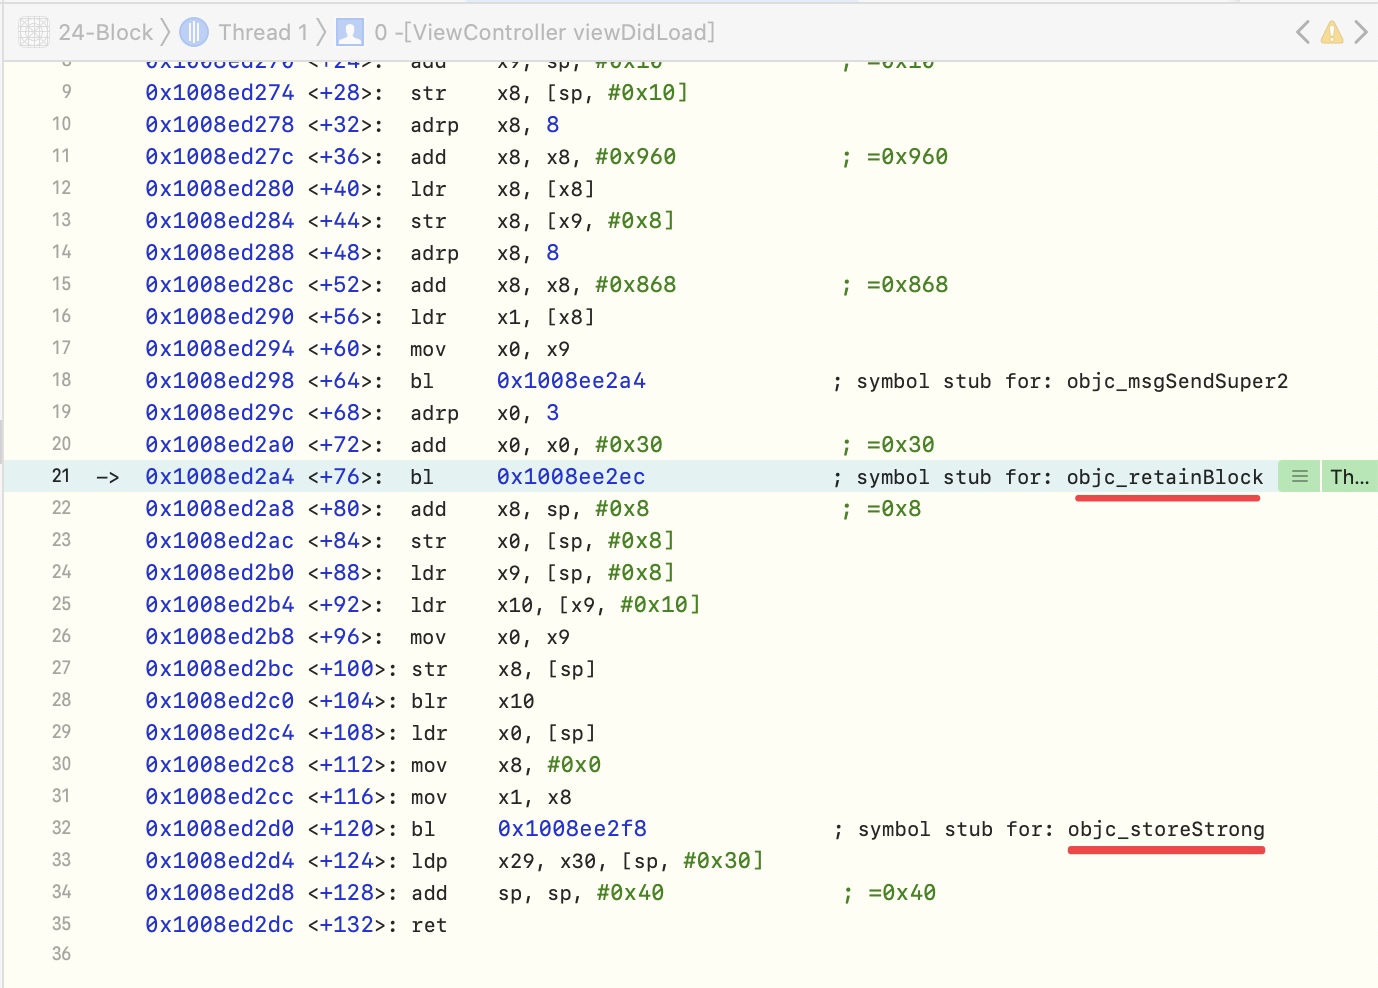 24-Block Thread 1 0 -[ViewController viewDidLoad]
8 0x1008ed270 <+24>: add x9, sp, #0x10 ; =0x10
9 0x1008ed274 <+28>: str x8, [sp, #0x10]
10 0x1008ed278 <+32>: adrp x8, 8
11 0x1008ed27c <+36>: add x8, x8, #0x960 ; =0x960
12 0x1008ed280 <+40>: ldr x8, [x8]
13 0x1008ed284 <+44>: str x8, [x9, #0x8]
14 0x1008ed288 <+48>: adrp x8, 8
15 0x1008ed28c <+52>: add x8, x8, #0x868 ; =0x868
16 0x1008ed290 <+56>: ldr x1, [x8]
17 0x1008ed294 <+60>: mov x0, x9
18 0x1008ed298 <+64>: bl 0x1008ee2a4 ; symbol stub for: objc_msgSendSuper2
19 0x1008ed29c <+68>: adrp x0, 3
20 0x1008ed2a0 <+72>: add x0, x0, #0x30 ; =0x30
21 -> 0x1008ed2a4 <+76>: bl 0x1008ee2ec ; symbol stub for: objc_retainBlock Th...
22 0x1008ed2a8 <+80>: add x8, sp, #0x8 ; =0x8
23 0x1008ed2ac <+84>: str x0, [sp, #0x8]
24 0x1008ed2b0 <+88>: ldr x9, [sp, #0x8]
25 0x1008ed2b4 <+92>: ldr x10, [x9, #0x10]
26 0x1008ed2b8 <+96>: mov x0, x9
27 0x1008ed2bc <+100>: str x8, [sp]
28 0x1008ed2c0 <+104>: blr x10
29 0x1008ed2c4 <+108>: ldr x0, [sp]
30 0x1008ed2c8 <+112>: mov x8, #0x0
31 0x1008ed2cc <+116>: mov x1, x8
32 0x1008ed2d0 <+120>: bl 0x1008ee2f8 ; symbol stub for: objc_storeStrong
33 0x1008ed2d4 <+124>: ldp x29, x30, [sp, #0x30]
34 0x1008ed2d8 <+128>: add sp, sp, #0x40 ; =0x40
35 0x1008ed2dc <+132>: ret
36